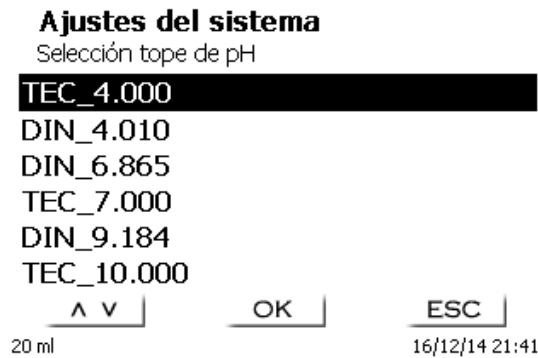 Ajustes del sistema
Selección tope de pH
TEC_4.000
DIN_4.010
DIN_6.865
TEC_7.000
DIN_9.184
TEC_10.000
∧ ∨ OK ESC
20 ml 16/12/14 21:41